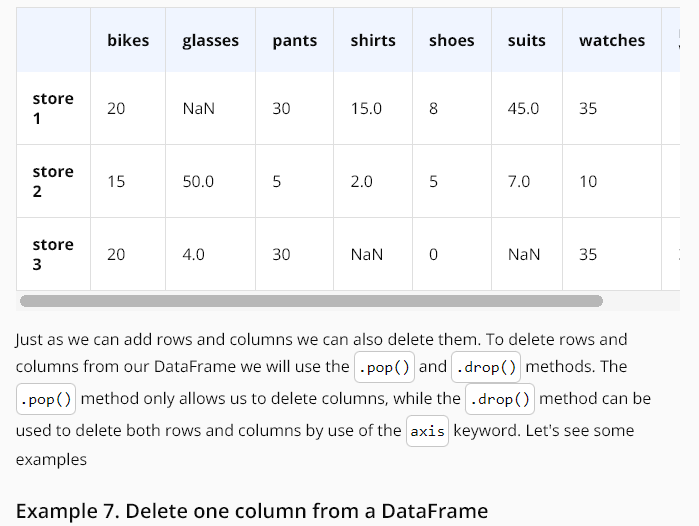 bikes glasses pants shirts shoes suits watches
store 1 20 NaN 30 15.0 8 45.0 35
store 2 15 50.0 5 2.0 5 7.0 10
store 3 20 4.0 30 NaN 0 NaN 35
Just as we can add rows and columns we can also delete them. To delete rows and
columns from our DataFrame we will use the .pop() and .drop() methods. The
.pop() method only allows us to delete columns, while the .drop() method can be
used to delete both rows and columns by use of the axis keyword. Let's see some
examples
Example 7. Delete one column from a DataFrame